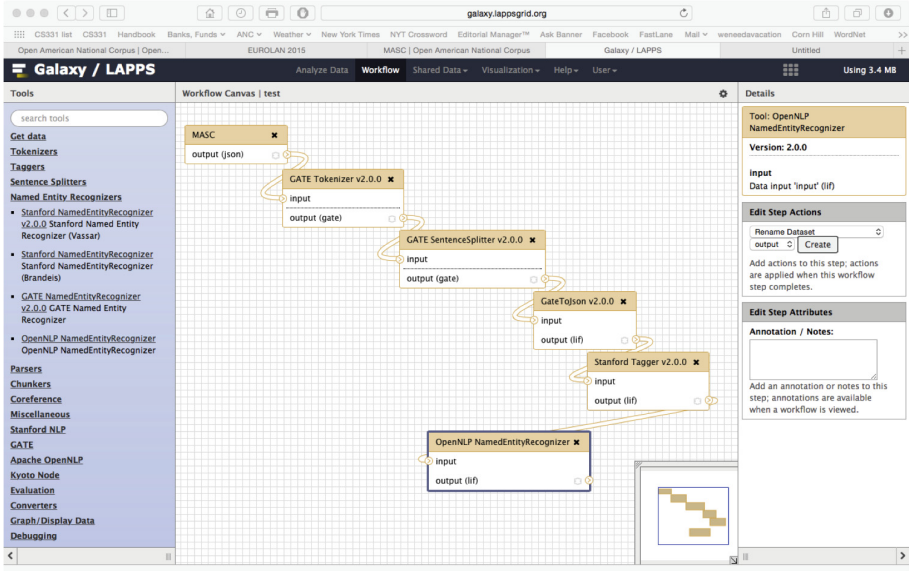 galaxy.lappsgrid.org
CS331 list CS331 Handbook Banka, Funds ANC Weather New York Times NYT Crossword Editorial Manager™ Ask Banner Facebook FastLane Mail weneedavacation Corn Hill WordNet >>
Open American National Corpus | Open... EUROLAN 2015 MASC | Open American National Corpus Galaxy / LAPPS Untitled +
Galaxy / LAPPS Analyze Data Workflow Shared Data Visualization Help User Using 3.4 MB
Tools
search tools
Get data
Tokenizers
Taggers
Sentence Splitters
Named Entity Recognizers
Stanford NamedEntityRecognizer
v2.0.0 Stanford Named Entity
Recognizer (Vassar)
Stanford NamedEntityRecognizer
Stanford NamedEntityRecognizer
(Brandeis)
GATE NamedEntityRecognizer
v2.0.0 GATE Named Entity
Recognizer
OpenNLP NamedEntityRecognizer
OpenNLP NamedEntityRecognizer
Parsers
Chunkers
Coreference
Miscellaneous
Stanford NLP
GATE
Apache OpenNLP
Kyoto Node
Evaluation
Converters
Graph/Display Data
Debugging
Workflow Canvas | test
MASC
output (json)
GATE Tokenizer v2.0.0
input
output (gate)
GATE SentenceSplitter v2.0.0
input
output (gate)
GateToJson v2.0.0
input
output (lif)
Stanford Tagger v2.0.0
input
output (lif)
OpenNLP NamedEntityRecognizer
input
output (lif)
Details
Tool: OpenNLP
NamedEntityRecognizer
Version: 2.0.0
input
Data input 'input' (lif)
Edit Step Actions
Rename Dataset
output Create
Add actions to this step; actions
are applied when this workflow
step completes.
Edit Step Attributes
Annotation / Notes:
Add an annotation or notes to this
step; annotations are available
when a workflow is viewed.